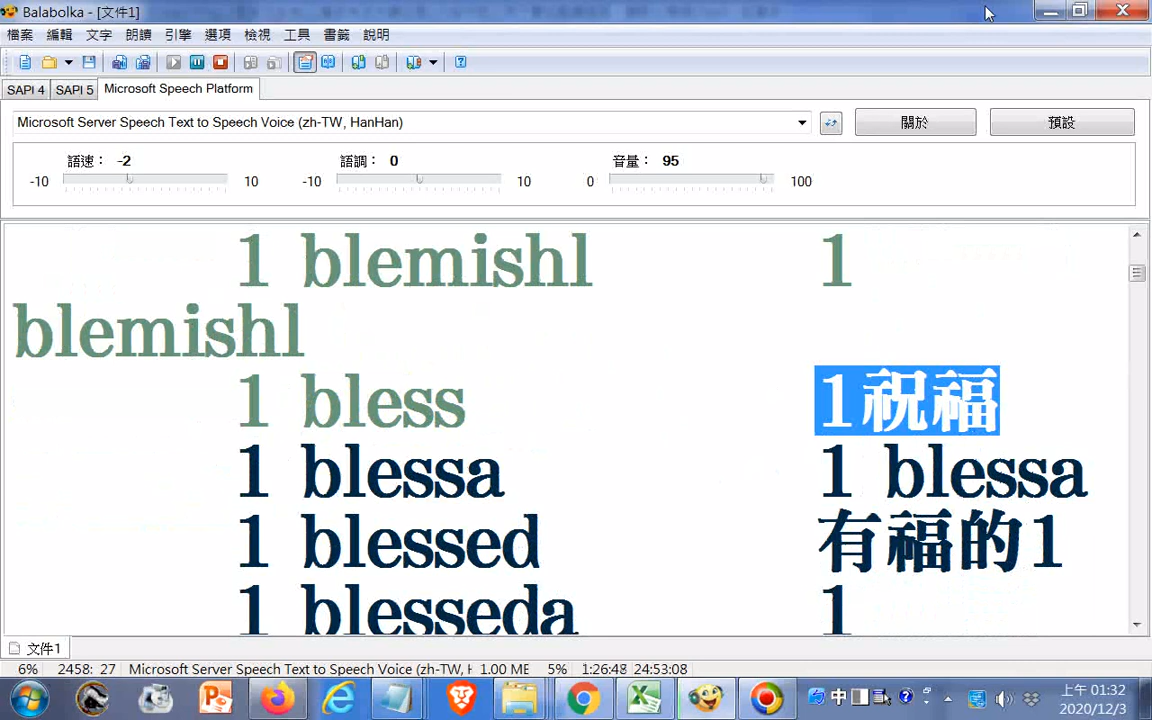 Balabolka - [文件1]
檔案 編輯 文字 朗讀 引擎 選項 檢視 工具 書籤 說明
SAPI 4 SAPI 5 Microsoft Speech Platform
Microsoft Server Speech Text to Speech Voice (zh-TW, HanHan) 關於 預設
語速： -2 語調： 0 音量： 95
-10 10 -10 10 0 100
1 blemishl 1
blemishl
1 bless 1祝福
1 blessa 1 blessa
1 blessed 有福的1
1 blesseda 1
文件1
6% 2458: 27 Microsoft Server Speech Text to Speech Voice (zh-TW, H 1.00 ME 5% 1:26:48 24:53:08
中 上午 01:32
2020/12/3